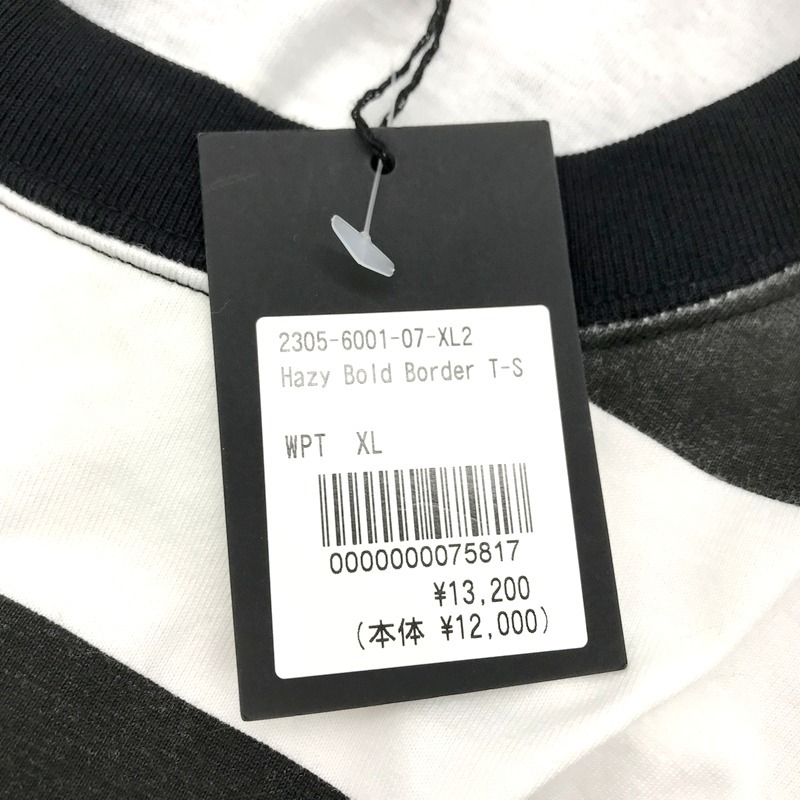 2305-6001-07-XL2
Hazy Bold Border T-S
WPT XL
0000000075817
¥13,200
(本体 ¥12,000)